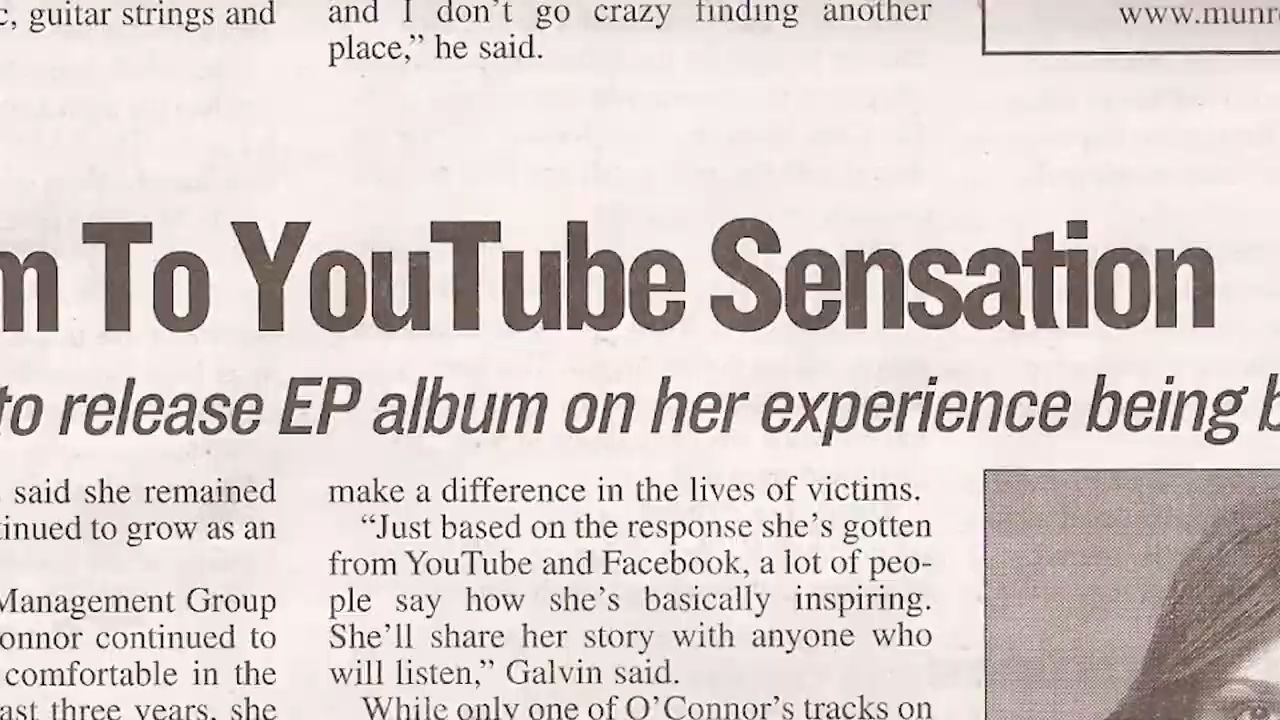 c, guitar strings and
and I don't go crazy finding another
place,” he said.
www.munr
m To YouTube Sensation
to release EP album on her experience being b
said she remained
tinued to grow as an
Management Group
onnor continued to
comfortable in the
ast three years, she
make a difference in the lives of victims.
“Just based on the response she’s gotten
from YouTube and Facebook, a lot of peo-
ple say how she’s basically inspiring.
She’ll share her story with anyone who
will listen,” Galvin said.
While only one of O’Connor’s tracks on